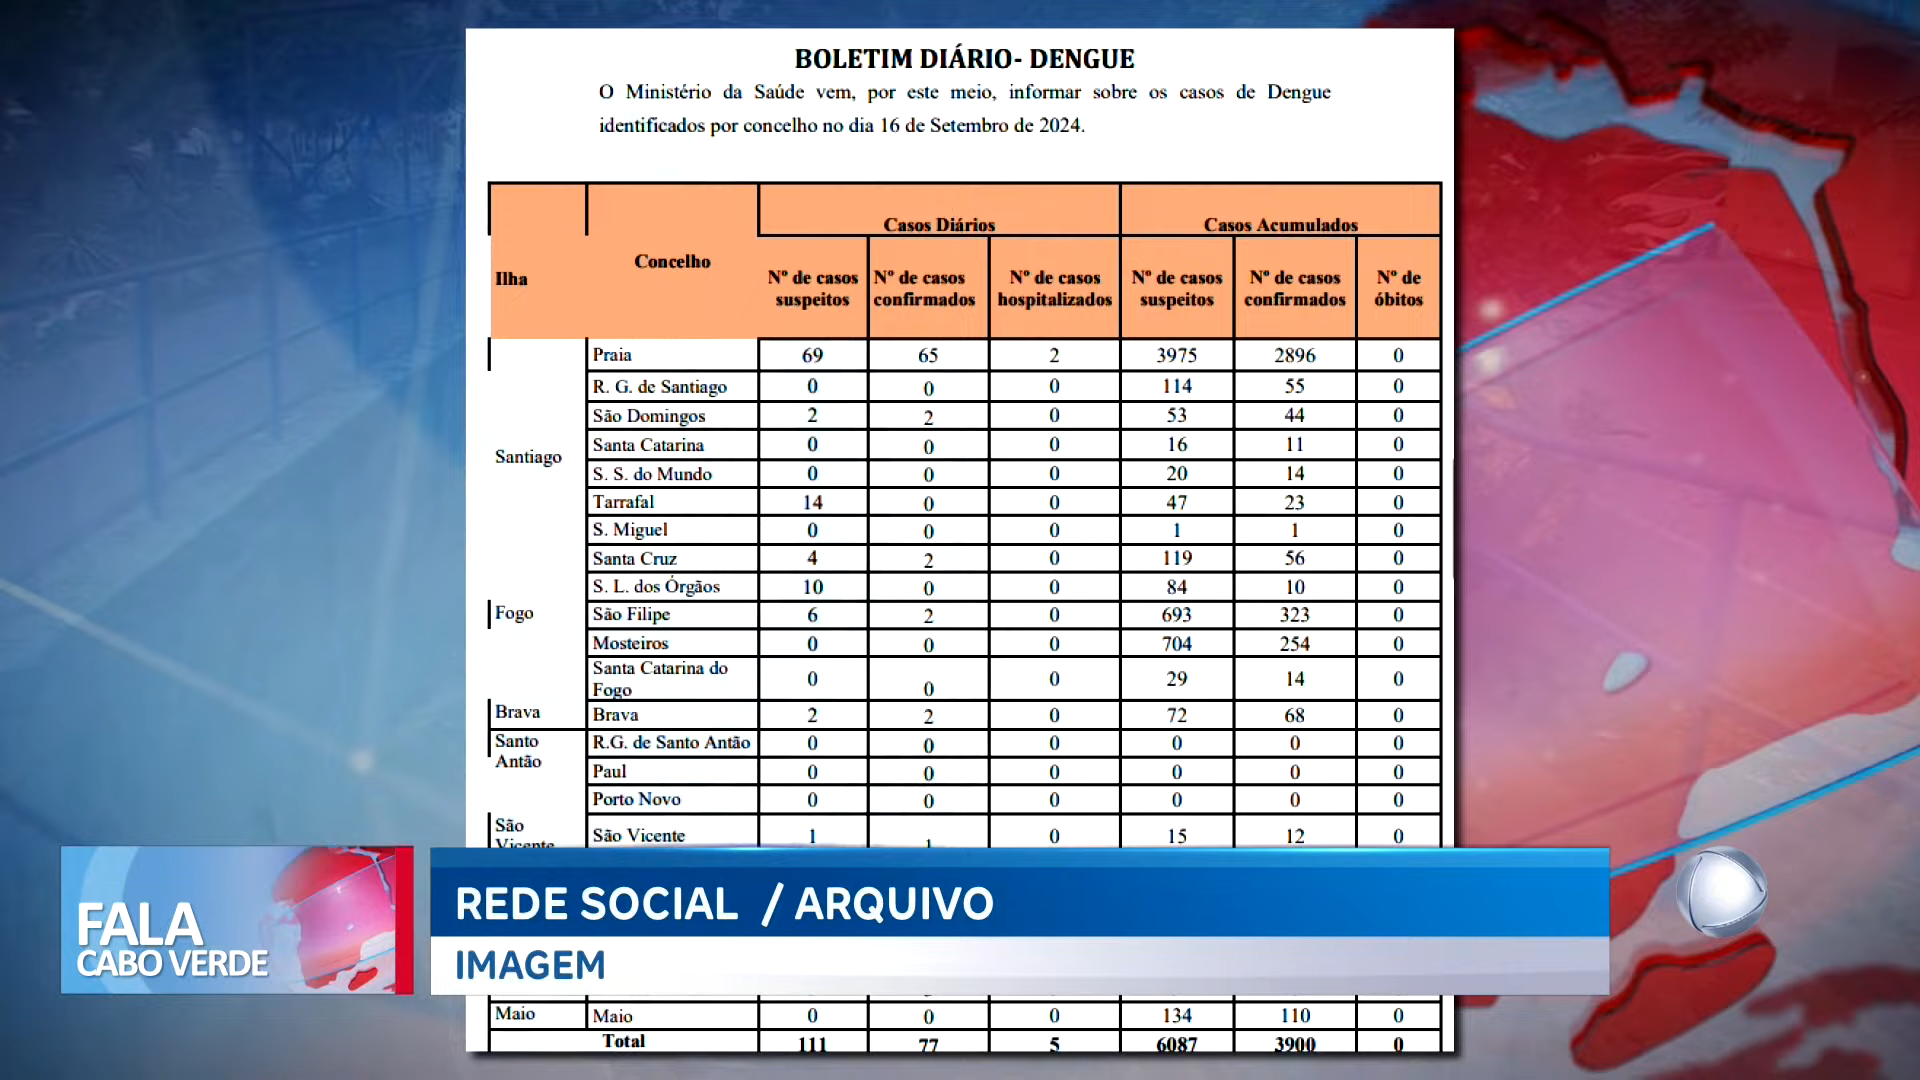 BOLETIM DIÁRIO- DENGUE
O Ministério da Saúde vem, por este meio, informar sobre os casos de Dengue
identificados por concelho no dia 16 de Setembro de 2024.
Casos Diários Casos Acumulados
Ilha Concelho Nº de casos suspeitos Nº de casos confirmados Nº de casos hospitalizados Nº de casos suspeitos Nº de casos confirmados Nº de óbitos
Praia 69 65 2 3975 2896 0
R. G. de Santiago 0 0 0 114 55 0
São Domingos 2 2 0 53 44 0
Santa Catarina 0 0 0 16 11 0
Santiago
S. S. do Mundo 0 0 0 20 14 0
Tarrafal 14 0 0 47 23 0
S. Miguel 0 0 0 1 1 0
Santa Cruz 4 2 0 119 56 0
S. L. dos Órgãos 10 0 0 84 10 0
Fogo São Filipe 6 2 0 693 323 0
Mosteiros 0 0 0 704 254 0
Santa Catarina do Fogo 0 0 0 29 14 0
Brava Brava 2 2 0 72 68 0
Santo Antão R.G. de Santo Antão 0 0 0 0 0 0
Paul 0 0 0 0 0 0
Porto Novo 0 0 0 0 0 0
São Vicente São Vicente 1 1 0 15 12 0
FALA
CABO VERDE
REDE SOCIAL / ARQUIVO
IMAGEM
Maio Maio 0 0 0 134 110 0
Total 111 77 5 6087 3900 0